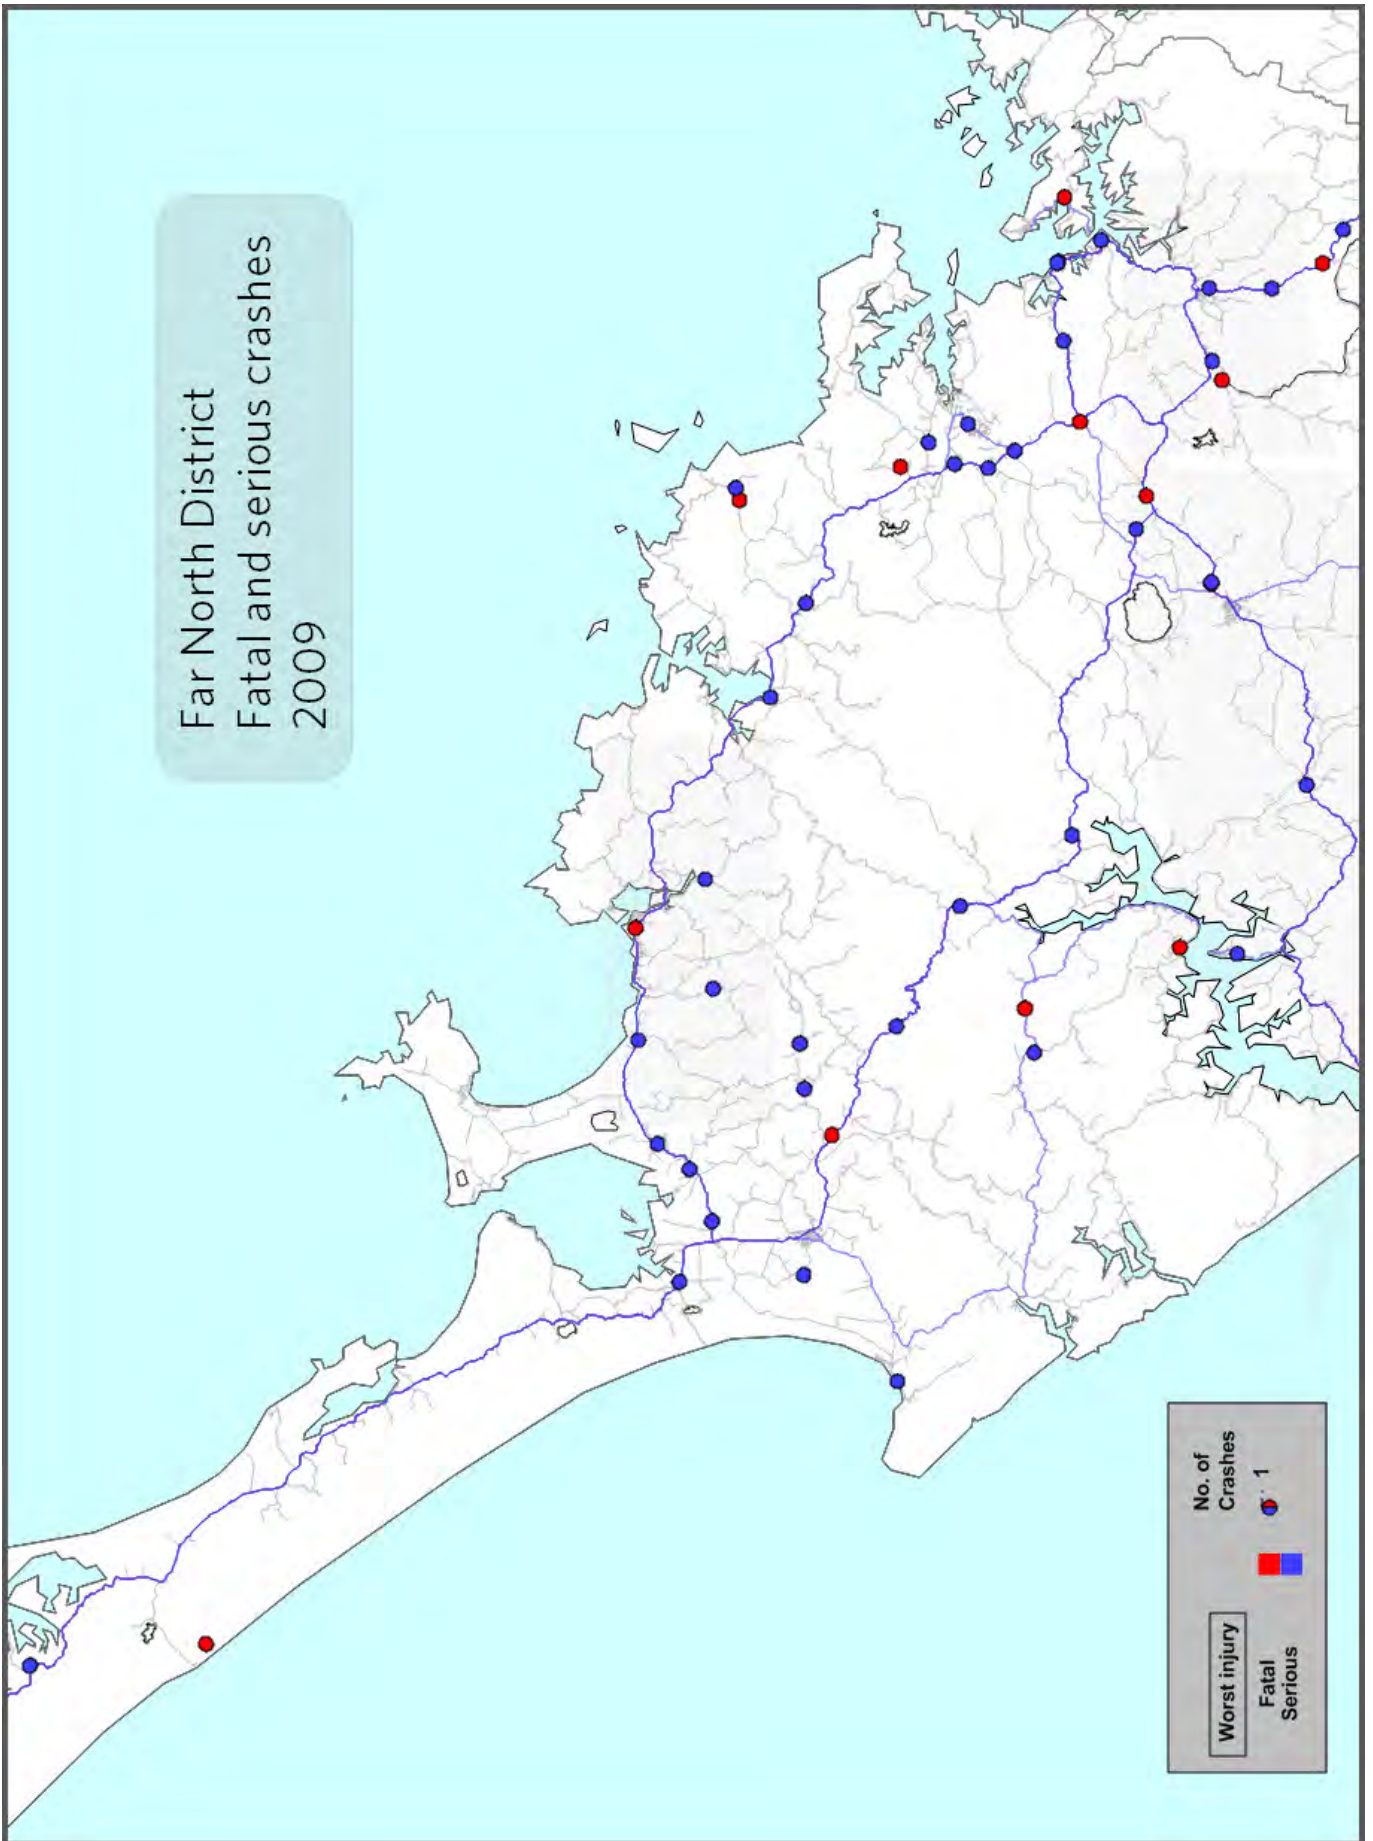 Far North District
Fatal and serious crashes
2009
Worst injury
Fatal
Serious
No. of
Crashes
1